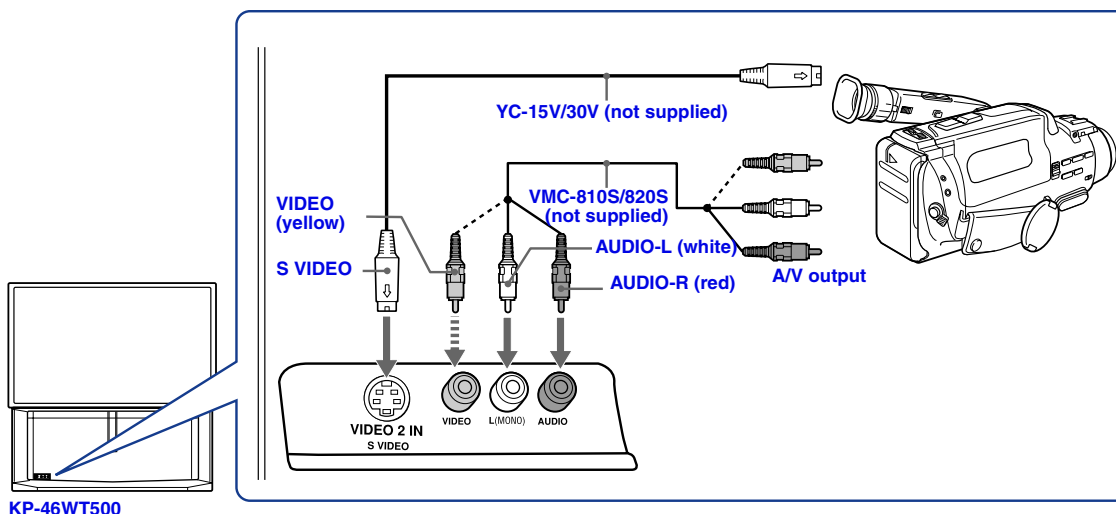 YC-15V/30V (not supplied)
VIDEO
(yellow)
VMC-810S/820S
(not supplied)
AUDIO-L (white)
S VIDEO
AUDIO-R (red)
A/V output
VIDEO
L(MONO)
AUDIO
VIDEO 2 IN
S VIDEO
KP-46WT500